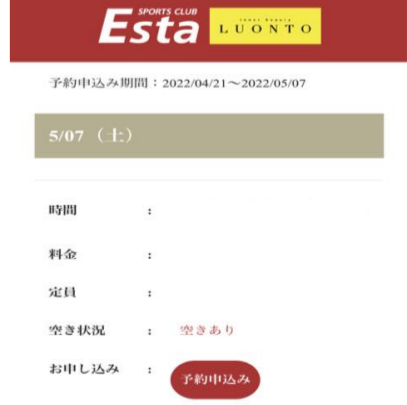 SPORTS CLUB
Esta
inner beauty
LUONTO
予約申込み期間：2022/04/21～2022/05/07
5/07（土）
時間 :
料金 :
定員 :
空き状況 : 空きあり
お申し込み : 予約申込み